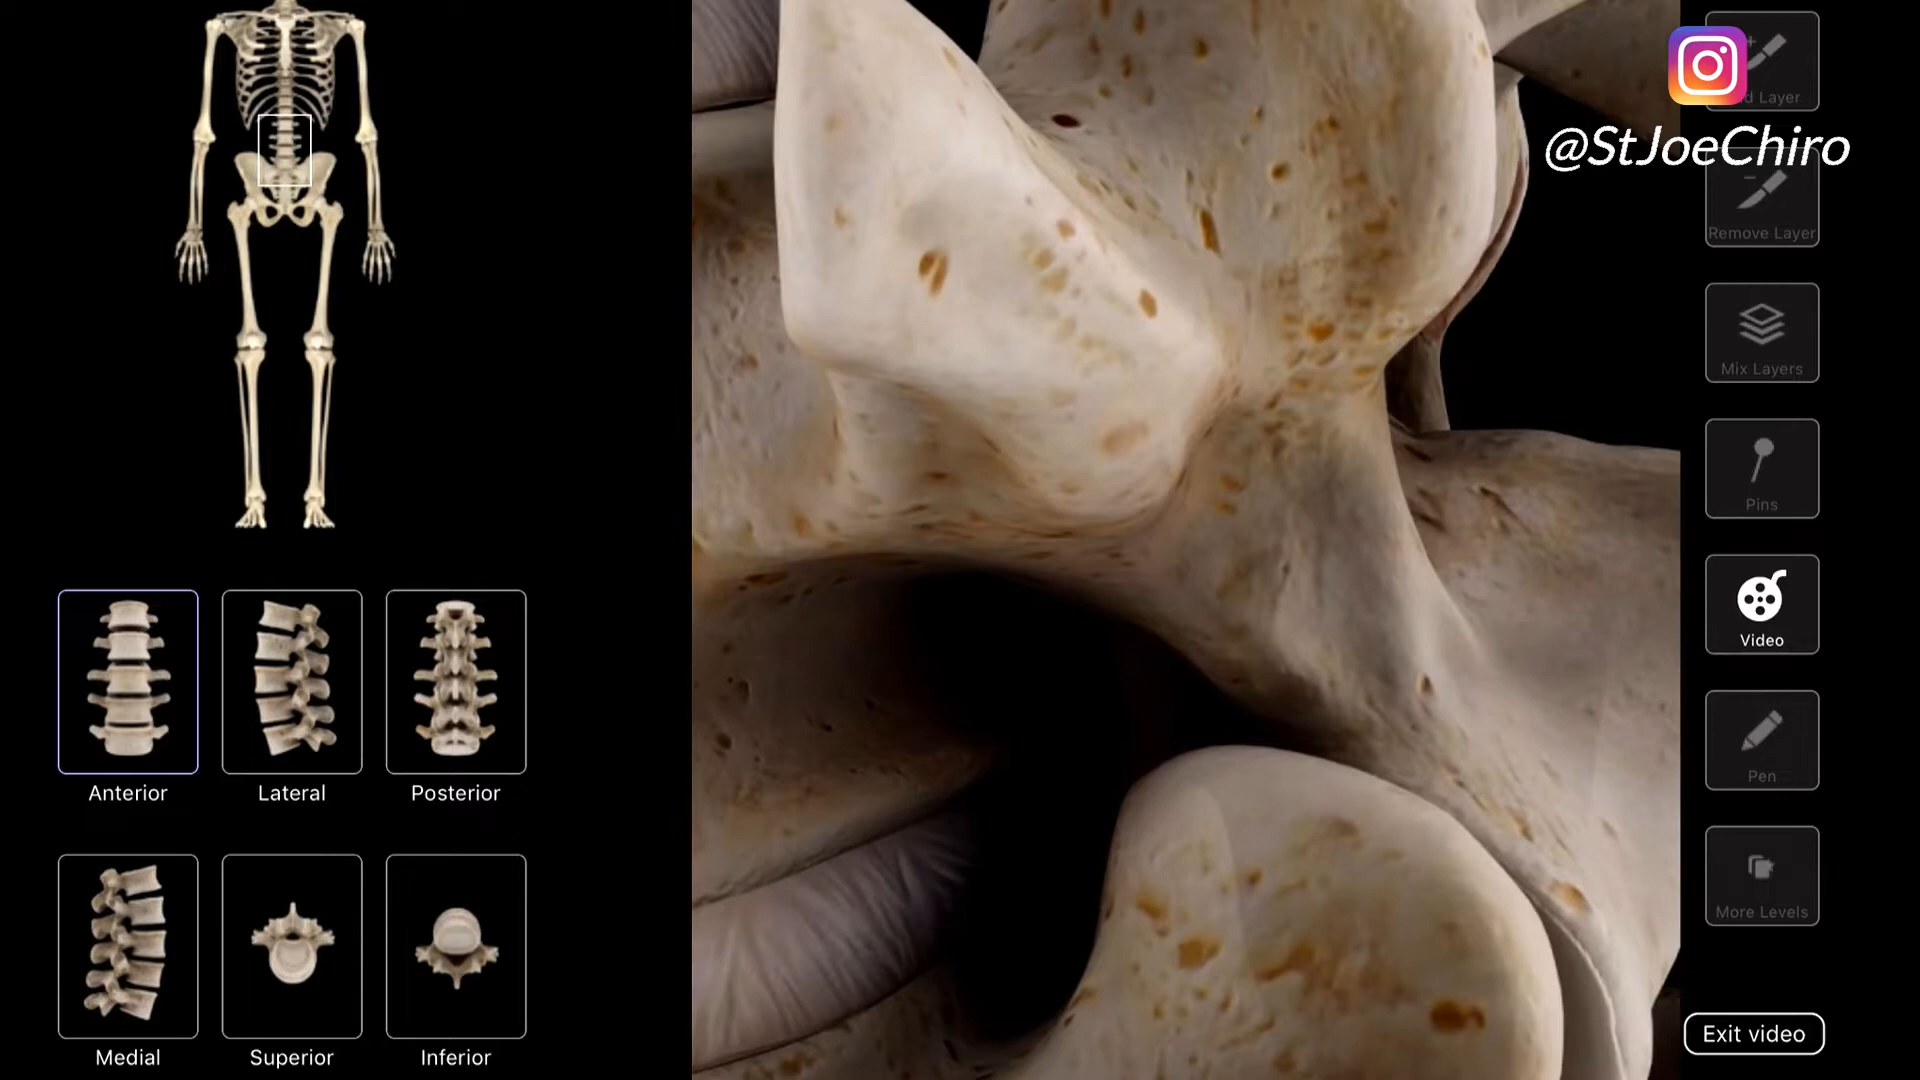 d Layer
@StJoeChiro
Remove Layer
Mix Layers
Pins
Video
Pen
More Levels
Exit video
Anterior
Lateral
Posterior
Medial
Superior
Inferior